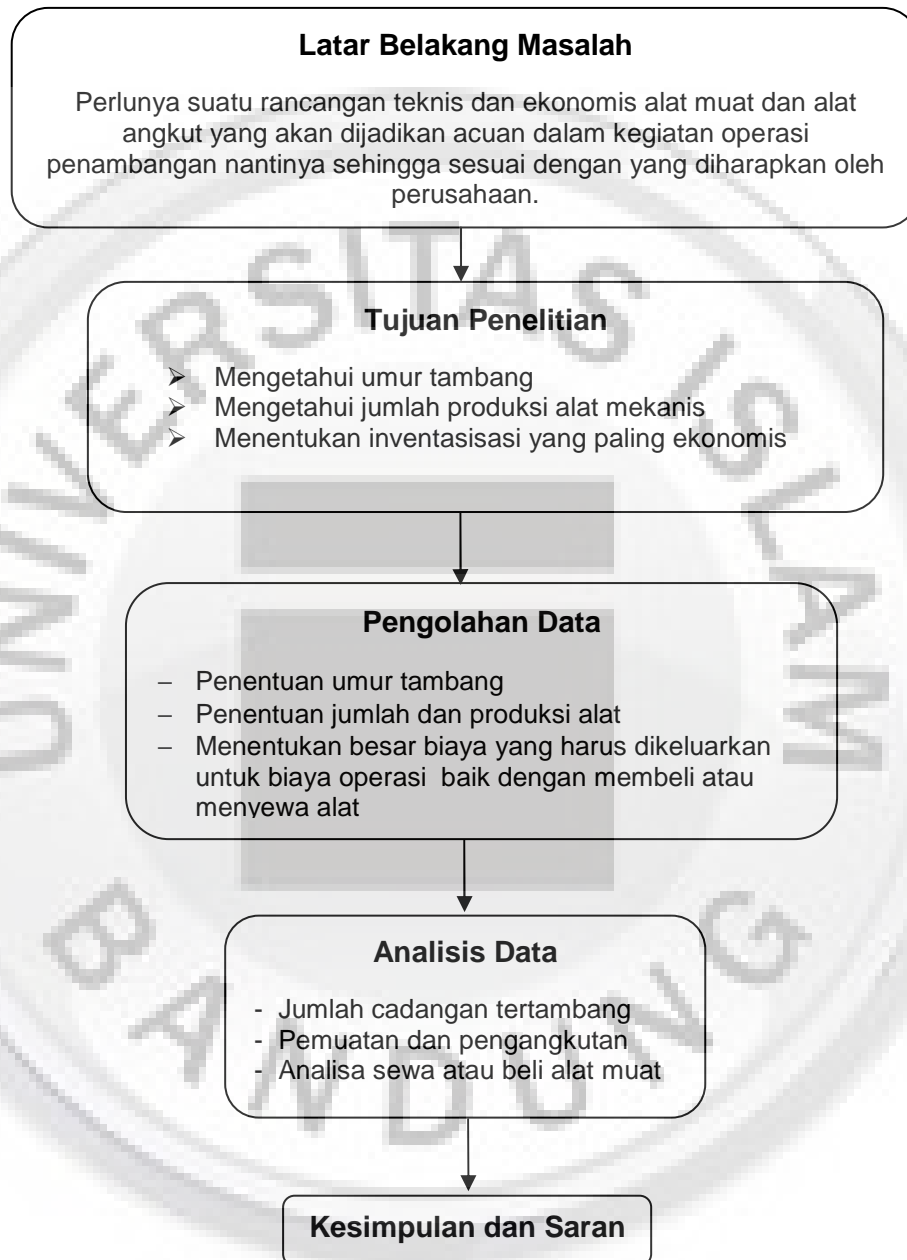 Latar Belakang Masalah
Perlunya suatu rancangan teknis dan ekonomis alat muat dan alat
angkut yang akan dijadikan acuan dalam kegiatan operasi
penambangan nantinya sehingga sesuai dengan yang diharapkan oleh
perusahaan.
UNIVERSITAS ISLAM
Tujuan Penelitian
➢ Mengetahui umur tambang
➢ Mengetahui jumlah produksi alat mekanis
➢ Menentukan inventasisasi yang paling ekonomis
Pengolahan Data
– Penentuan umur tambang
– Penentuan jumlah dan produksi alat
– Menentukan besar biaya yang harus dikeluarkan
untuk biaya operasi baik dengan membeli atau
menyewa alat
Analisis Data
- Jumlah cadangan tertambang
- Pemuatan dan pengangkutan
- Analisa sewa atau beli alat muat
BANDUNG
Kesimpulan dan Saran